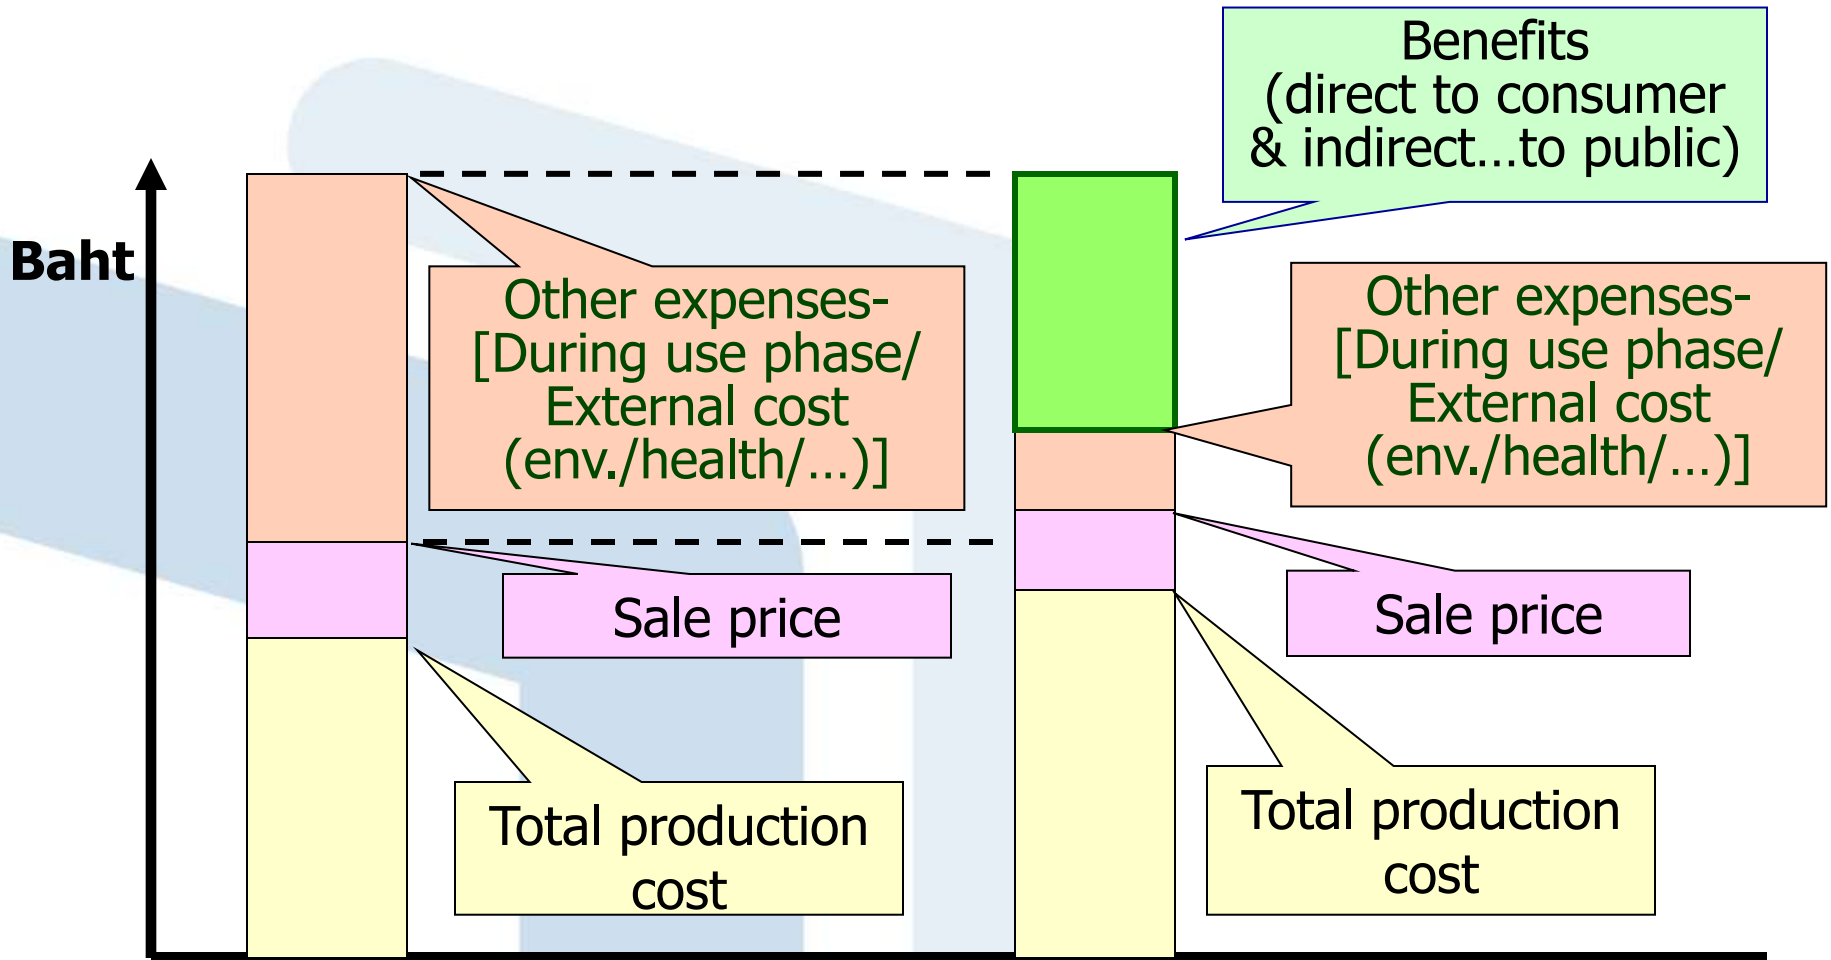 Benefits
(direct to consumer
& indirect...to public)
Baht
Other expenses-
[During use phase/
External cost
(env./health/...)]
Other expenses-
[During use phase/
External cost
(env./health/...)]
Sale price
Sale price
Total production
cost
Total production
cost